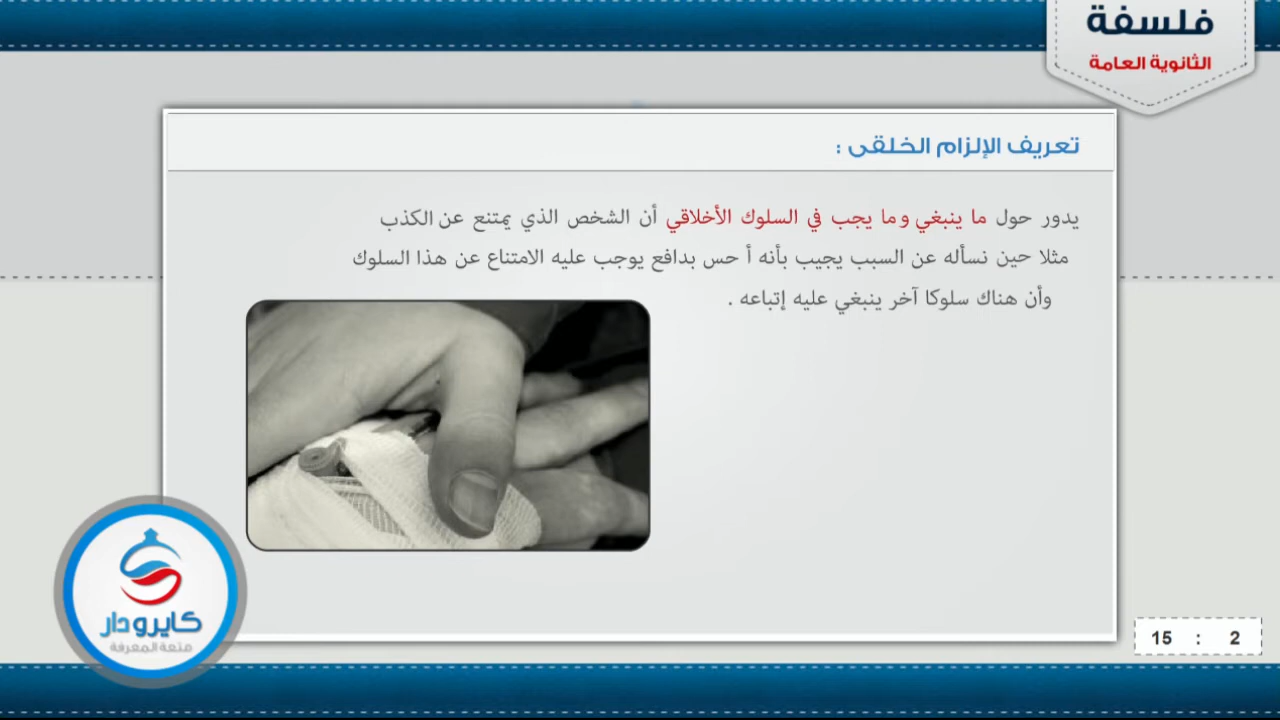 فلسفة
الثانوية العامة
تعريف الإلزام الخلقى :
يدور حول ما ينبغي وما يجب في السلوك الأخلاقي أن الشخص الذي يمتنع عن الكذب
مثلا حين نسأله عن السبب يجيب بأنه أ حس بدافع يوجب عليه الامتناع عن هذا السلوك
وأن هناك سلوكا آخر ينبغي عليه إتباعه .
كايرودار
متعة المعرفة
15 : 2